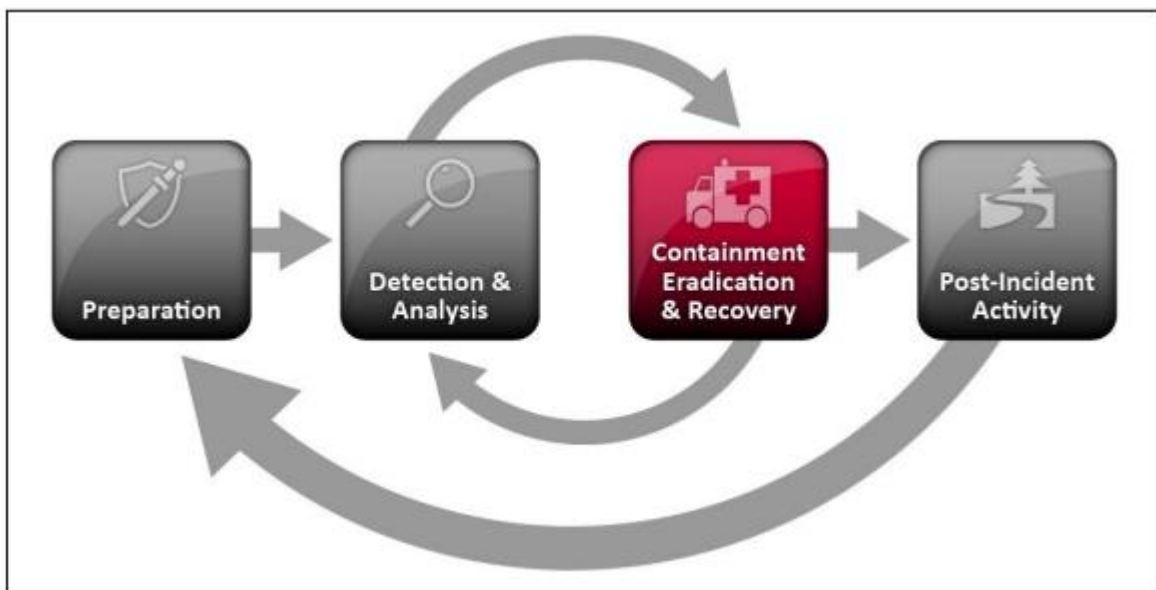 Preparation
Detection &
Analysis
Containment
Eradication
& Recovery
Post-Incident
Activity